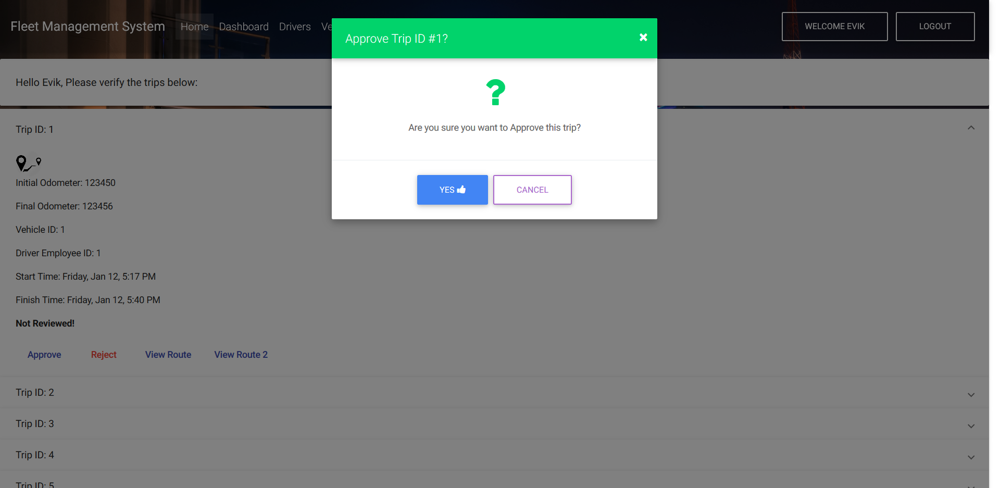 Fleet Management System Home Dashboard Drivers Ve
WELCOME EVIK
LOGOUT
Approve Trip ID #1?
Hello Evik, Please verify the trips below:
Are you sure you want to Approve this trip?
YES
CANCEL
Trip ID: 1
Initial Odometer: 123450
Final Odometer: 123456
Vehicle ID: 1
Driver Employee ID: 1
Start Time: Friday, Jan 12, 5:17 PM
Finish Time: Friday, Jan 12, 5:40 PM
Not Reviewed!
Approve Reject View Route View Route 2
Trip ID: 2
Trip ID: 3
Trip ID: 4
Trip ID: 5